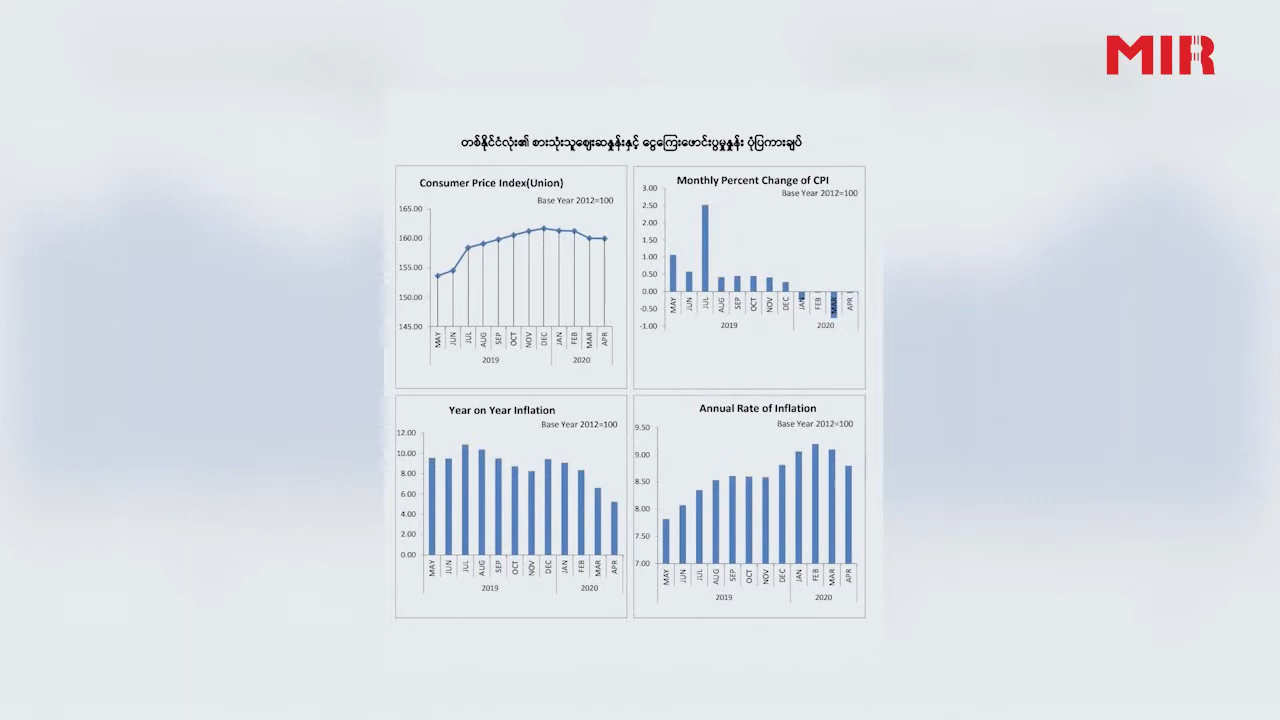 MIR
တစ်နိုင်ငံလုံး၏ စားသုံးသူဈေးဆနှုန်းနှင့် ငွေကြေးဖောင်းပွမှုနှုန်း ပုံပြကားချပ်
Consumer Price Index(Union)
Base Year 2012=100
165.00
160.00
155.00
150.00
145.00
MAY JUN JUL AUG SEP OCT NOV DEC JAN FEB MAR APR
2019 2020
Monthly Percent Change of CPI
Base Year 2012=100
3.00
2.50
2.00
1.50
1.00
0.50
0.00
-0.50
-1.00
MAY JUN JUL AUG SEP OCT NOV DEC JAN FEB MAR APR
2019 2020
Year on Year Inflation
Base Year 2012=100
12.00
10.00
8.00
6.00
4.00
2.00
0.00
MAY JUN JUL AUG SEP OCT NOV DEC JAN FEB MAR APR
2019 2020
Annual Rate of Inflation
Base Year 2012=100
9.50
9.00
8.50
8.00
7.50
7.00
MAY JUN JUL AUG SEP OCT NOV DEC JAN FEB MAR APR
2019 2020